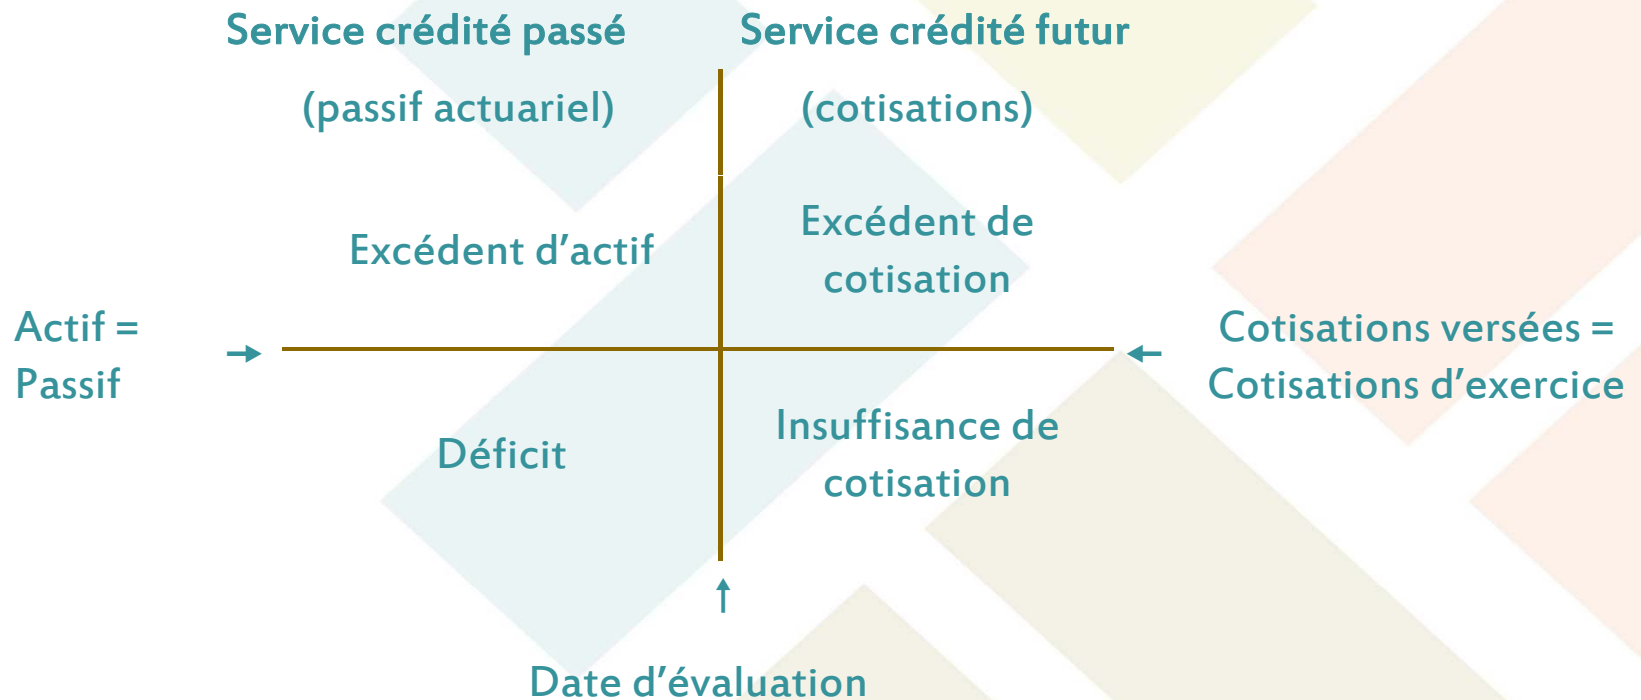 Service crédité passé
Service crédité futur
(passif actuariel)
(cotisations)
Excédent d'actif
Excédent de
cotisation
Actif =
Passif
→
←
Cotisations versées =
Cotisations d'exercice
Déficit
Insuffisance de
cotisation
↑
Date d'évaluation